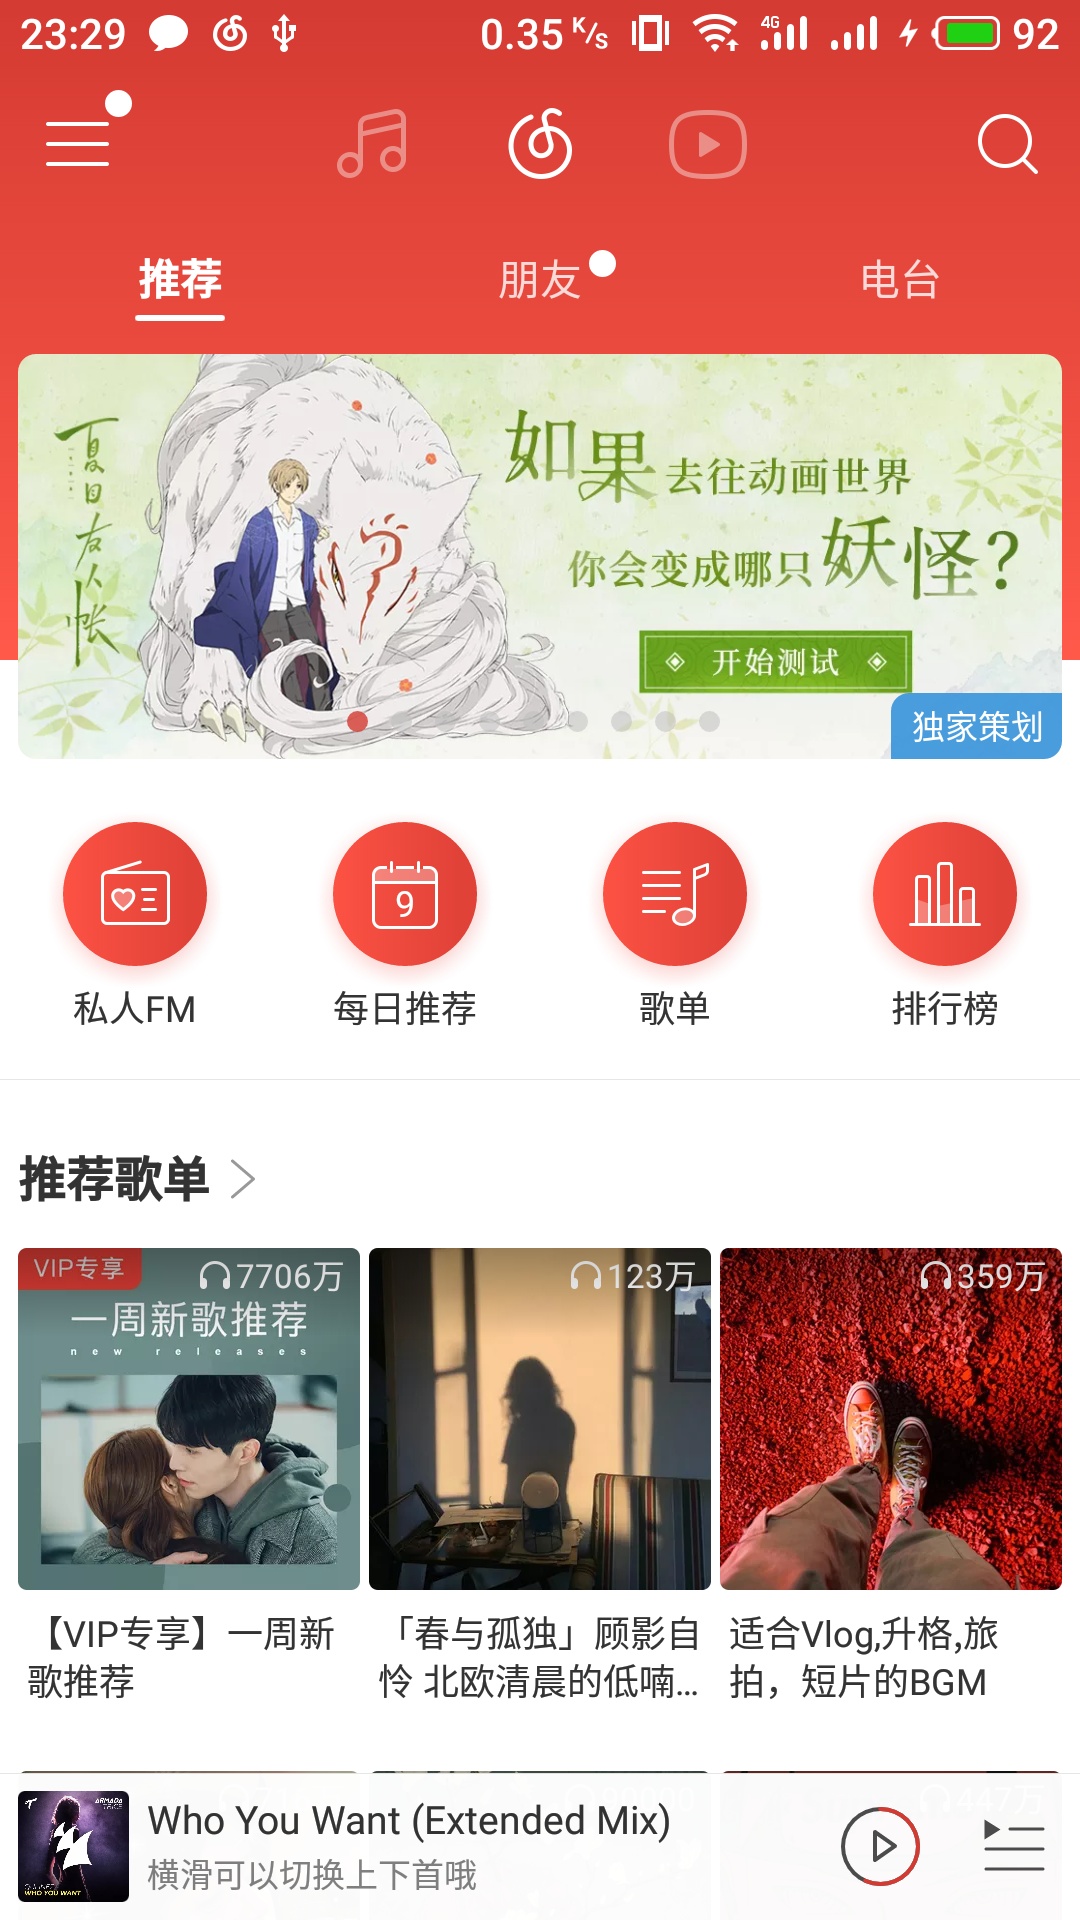 23:29
0.35 K/s
4G
92
推荐
朋友
电台
夏目友人帐
如果去往动画世界
你会变成哪只妖怪?
开始测试
独家策划
9
私人FM
每日推荐
歌单
排行榜
推荐歌单
VIP专享
7706万
一周新歌推荐
new releases
123万
359万
【VIP专享】一周新
歌推荐
「春与孤独」顾影自
怜 北欧清晨的低喃...
适合Vlog,升格,旅
拍，短片的BGM
ARMADA
WHO YOU WANT
Who You Want (Extended Mix)
横滑可以切换上下首哦